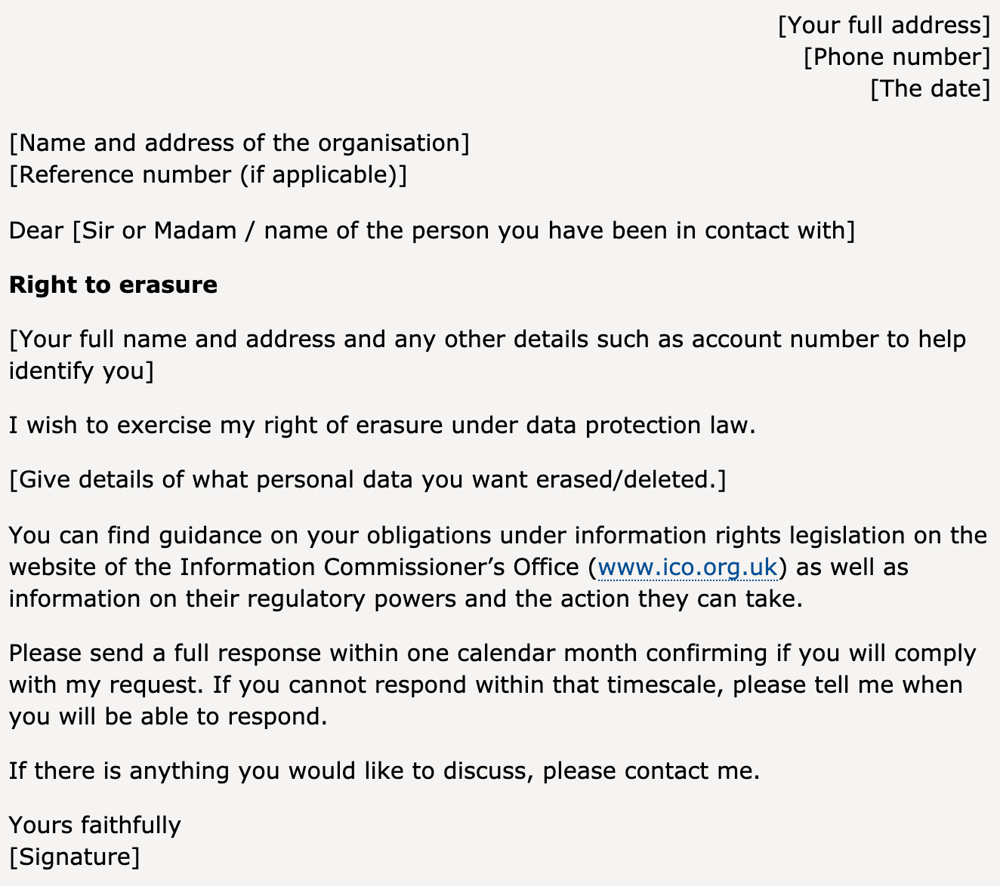 [Your full address]
[Phone number]
[The date]
[Name and address of the organisation]
[Reference number (if applicable)]
Dear [Sir or Madam / name of the person you have been in contact with]
Right to erasure
[Your full name and address and any other details such as account number to help
identify you]
I wish to exercise my right of erasure under data protection law.
[Give details of what personal data you want erased/deleted.]
You can find guidance on your obligations under information rights legislation on the
website of the Information Commissioner’s Office (www.ico.org.uk) as well as
information on their regulatory powers and the action they can take.
Please send a full response within one calendar month confirming if you will comply
with my request. If you cannot respond within that timescale, please tell me when
you will be able to respond.
If there is anything you would like to discuss, please contact me.
Yours faithfully
[Signature]